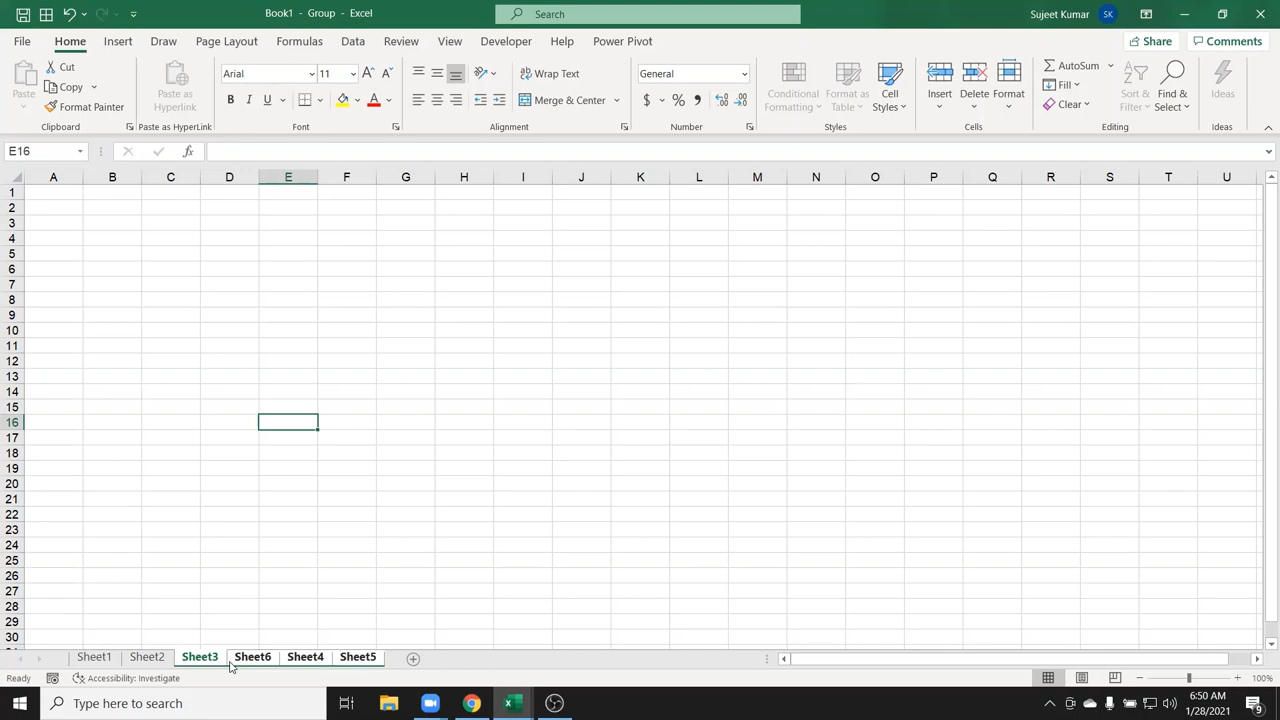 Book1 - Group - Excel
Search
Sujeet Kumar
SK
File Home Insert Draw Page Layout Formulas Data Review View Developer Help Power Pivot
Share Comments
Paste
Cut
Copy
Format Painter
Clipboard
Paste as Hyperlink
Paste as HyperLink
Arial 11
B I U
Font
Wrap Text
Merge & Center
Alignment
General
$ % ,
Number
Conditional Formatting
Format as Table
Cell Styles
Styles
Insert Delete Format
Cells
AutoSum
Fill
Clear
Sort & Filter
Find & Select
Editing
Ideas
Ideas
E16
fx
A B C D E F G H I J K L M N O P Q R S T U
1
2
3
4
5
6
7
8
9
10
11
12
13
14
15
16
17
18
19
20
21
22
23
24
25
26
27
28
29
30
Sheet1 Sheet2 Sheet3 Sheet6 Sheet4 Sheet5
Ready Accessibility: Investigate 100%
Type here to search
6:50 AM
1/28/2021
9